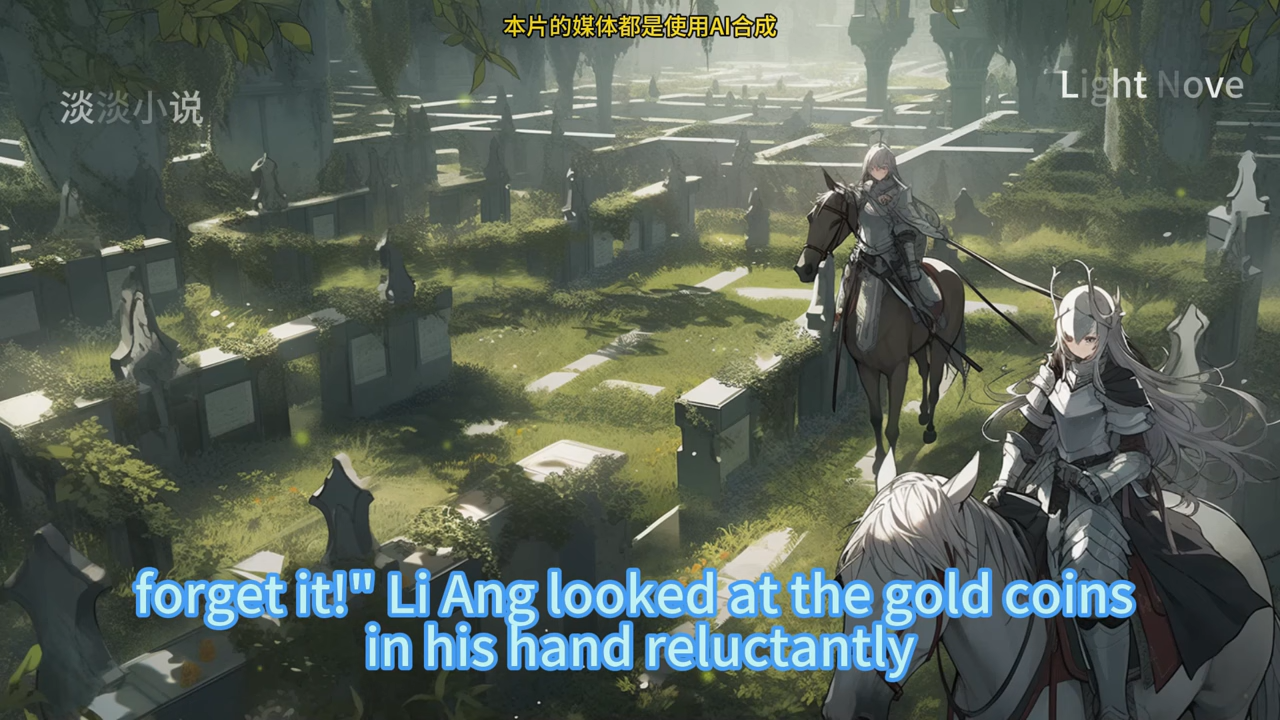 本片的媒体都是使用AI合成
淡淡小说
Light Nove
forget it!" Li Ang looked at the gold coins
in his hand reluctantly